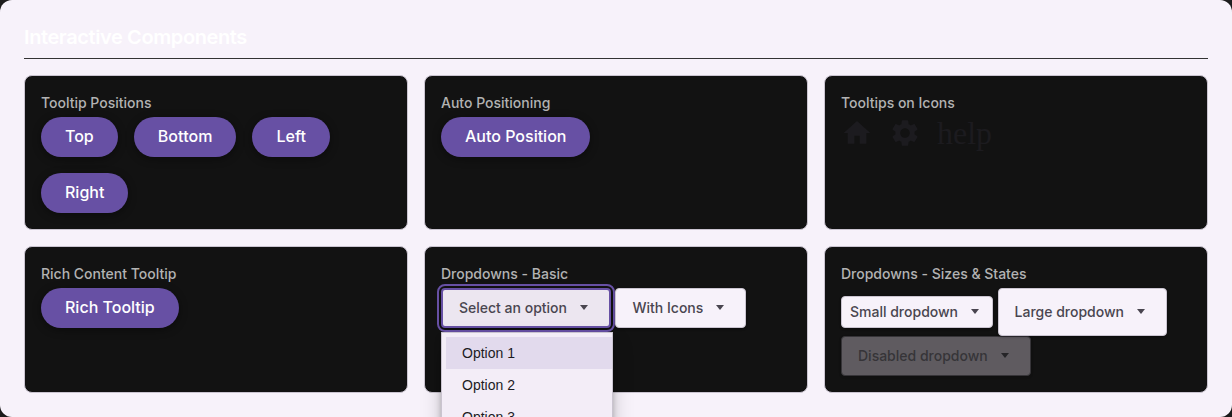 Interactive Components
Tooltip Positions
Top
Bottom
Left
Right
Auto Positioning
Auto Position
Tooltips on Icons
help
Rich Content Tooltip
Rich Tooltip
Dropdowns - Basic
Select an option
With Icons
Option 1
Option 2
Option 3
Dropdowns - Sizes & States
Small dropdown
Large dropdown
Disabled dropdown